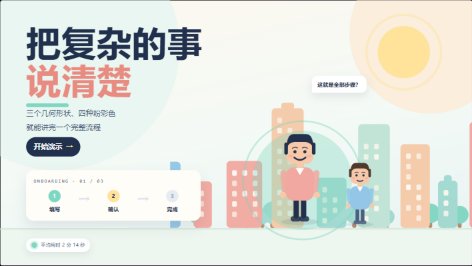 把复杂的事
说清楚
三个几何形状、四种粉彩色
就能讲完一个完整流程
开始演示 →
这就是全部步骤?
ONBOARDING · 01 / 03
1 2 3
填写 确认 完成
平均耗时 2 分 14 秒